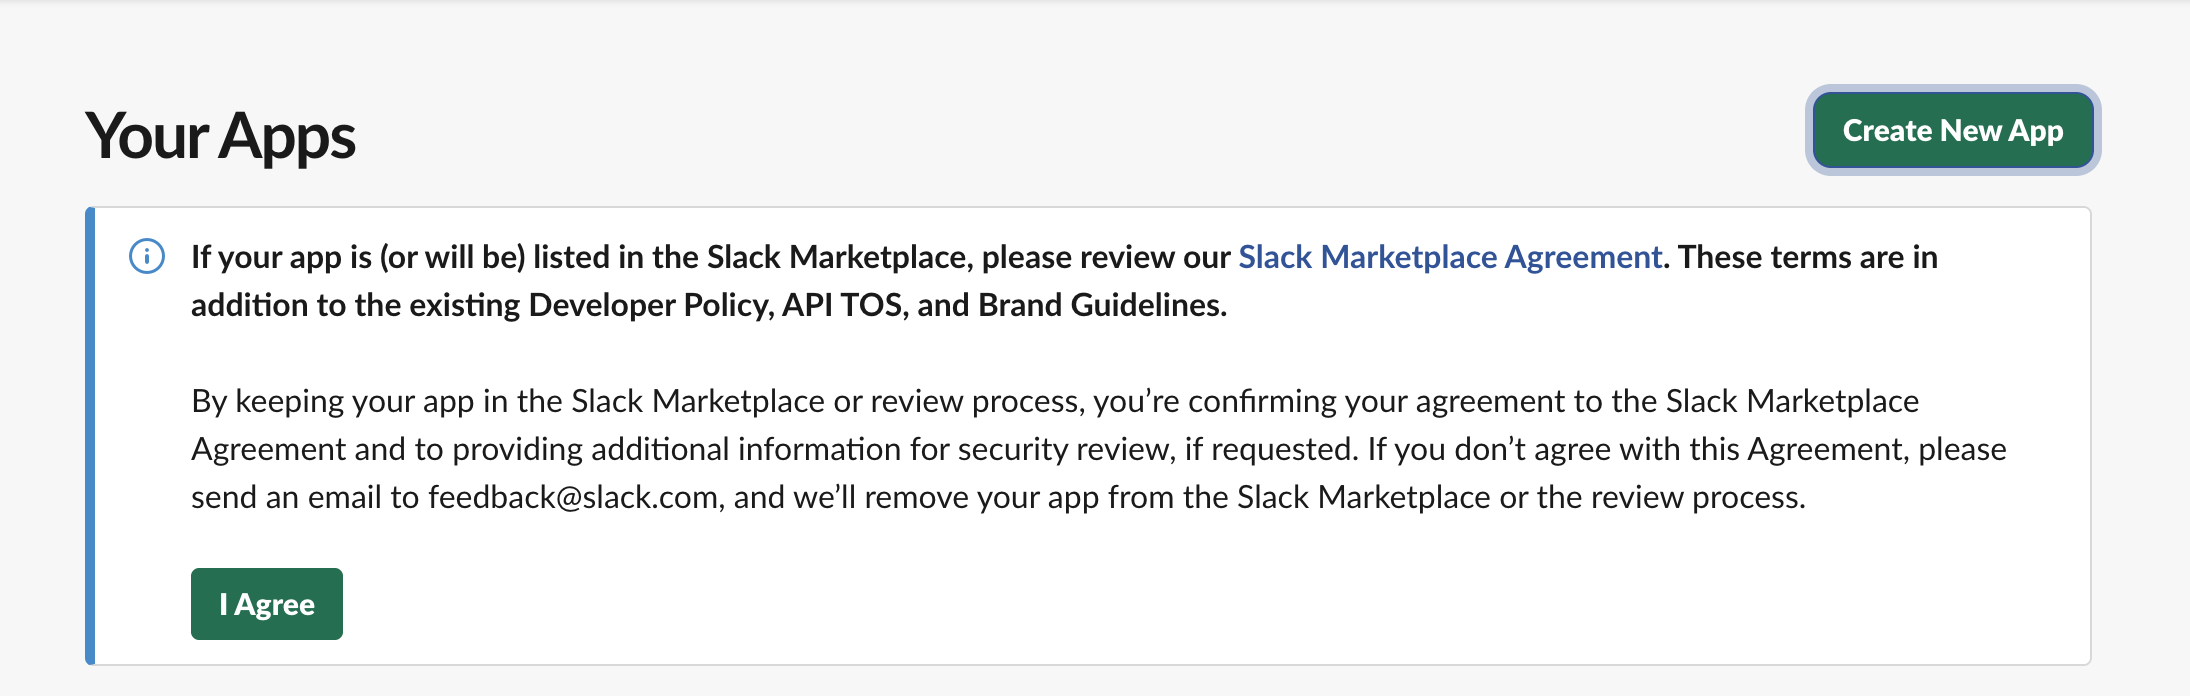 Your Apps
Create New App
If your app is (or will be) listed in the Slack Marketplace, please review our Slack Marketplace Agreement. These terms are in
addition to the existing Developer Policy, API TOS, and Brand Guidelines.
By keeping your app in the Slack Marketplace or review process, you’re confirming your agreement to the Slack Marketplace
Agreement and to providing additional information for security review, if requested. If you don’t agree with this Agreement, please
send an email to feedback@slack.com, and we’ll remove your app from the Slack Marketplace or the review process.
I Agree